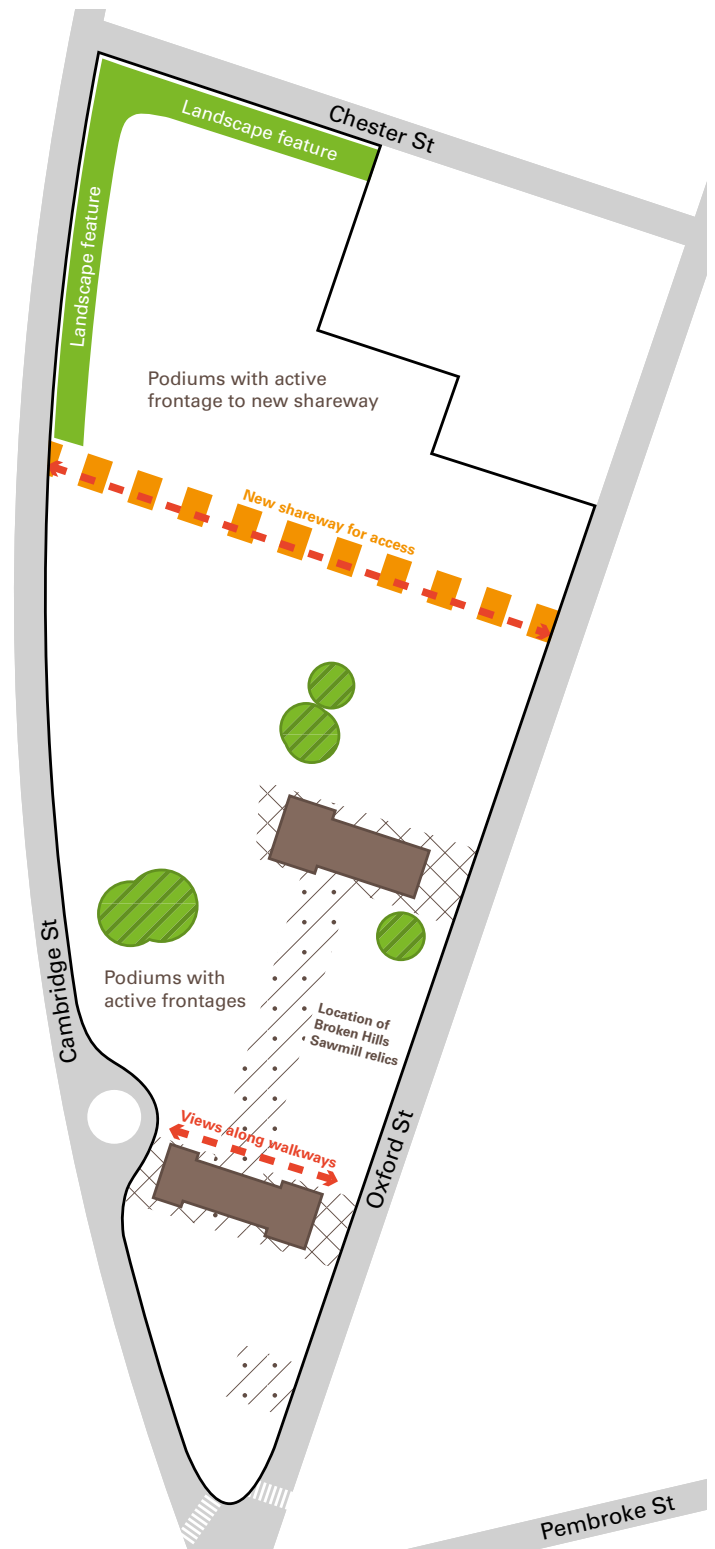 Chester St
Landscape feature
Landscape feature
Podiums with active
frontage to new shareway
New shareway for access
Cambridge St
Podiums with
active frontages
Location of
Broken Hills
Sawmill relics
Views along walkways
Oxford St
Pembroke St